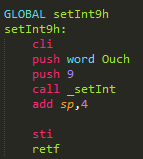 GLOBAL setInt9h
setInt9h:
cli
push word Ouch
push 9
call _setInt
add sp,4
sti
retf